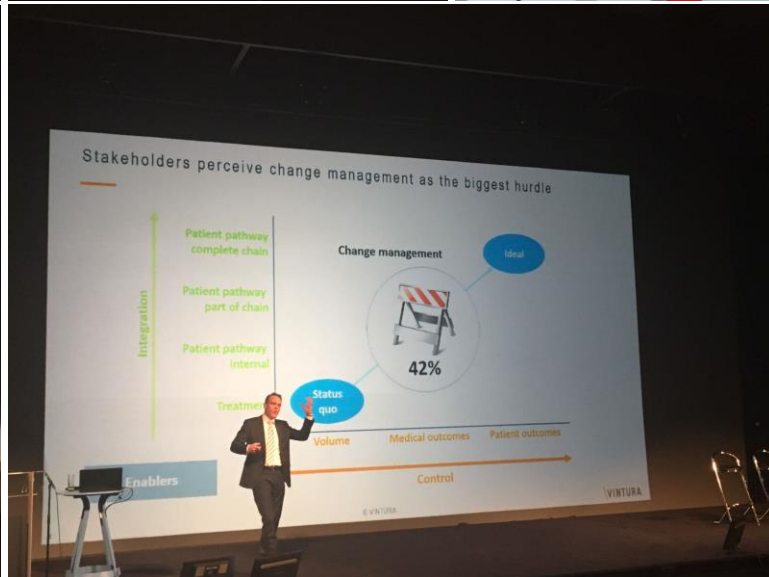 Stakeholders perceive change management as the biggest hurdle
Integration
Patient pathway
complete chain
Patient pathway
part of chain
Patient pathway
internal
Treatment
Change management
42%
Ideal
Status
quo
Volume
Medical outcomes
Patient outcomes
Control
Enablers
© VINTURA
VINTURA